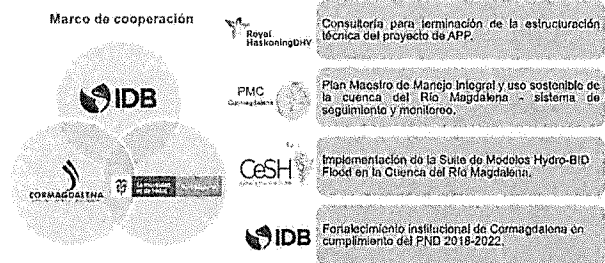 Marco de cooperación
IDB
CORMAGDALENA
Royal
HaskoningDHV
Consultoría para terminación de la estructuración
técnica del proyecto de APP.
PMC
Cormagdalena
Plan Maestro de Manejo Integral y uso sostenible de
la cuenca del Río Magdalena - sistema de
seguimiento y monitoreo.
CeSH
Implementación de la Suite de Modelos Hydro-BID
Flood en la Cuenca del Río Magdalena.
IDB
Fortalecimiento institucional de Cormagdalena en
cumplimiento del PND 2018-2022.